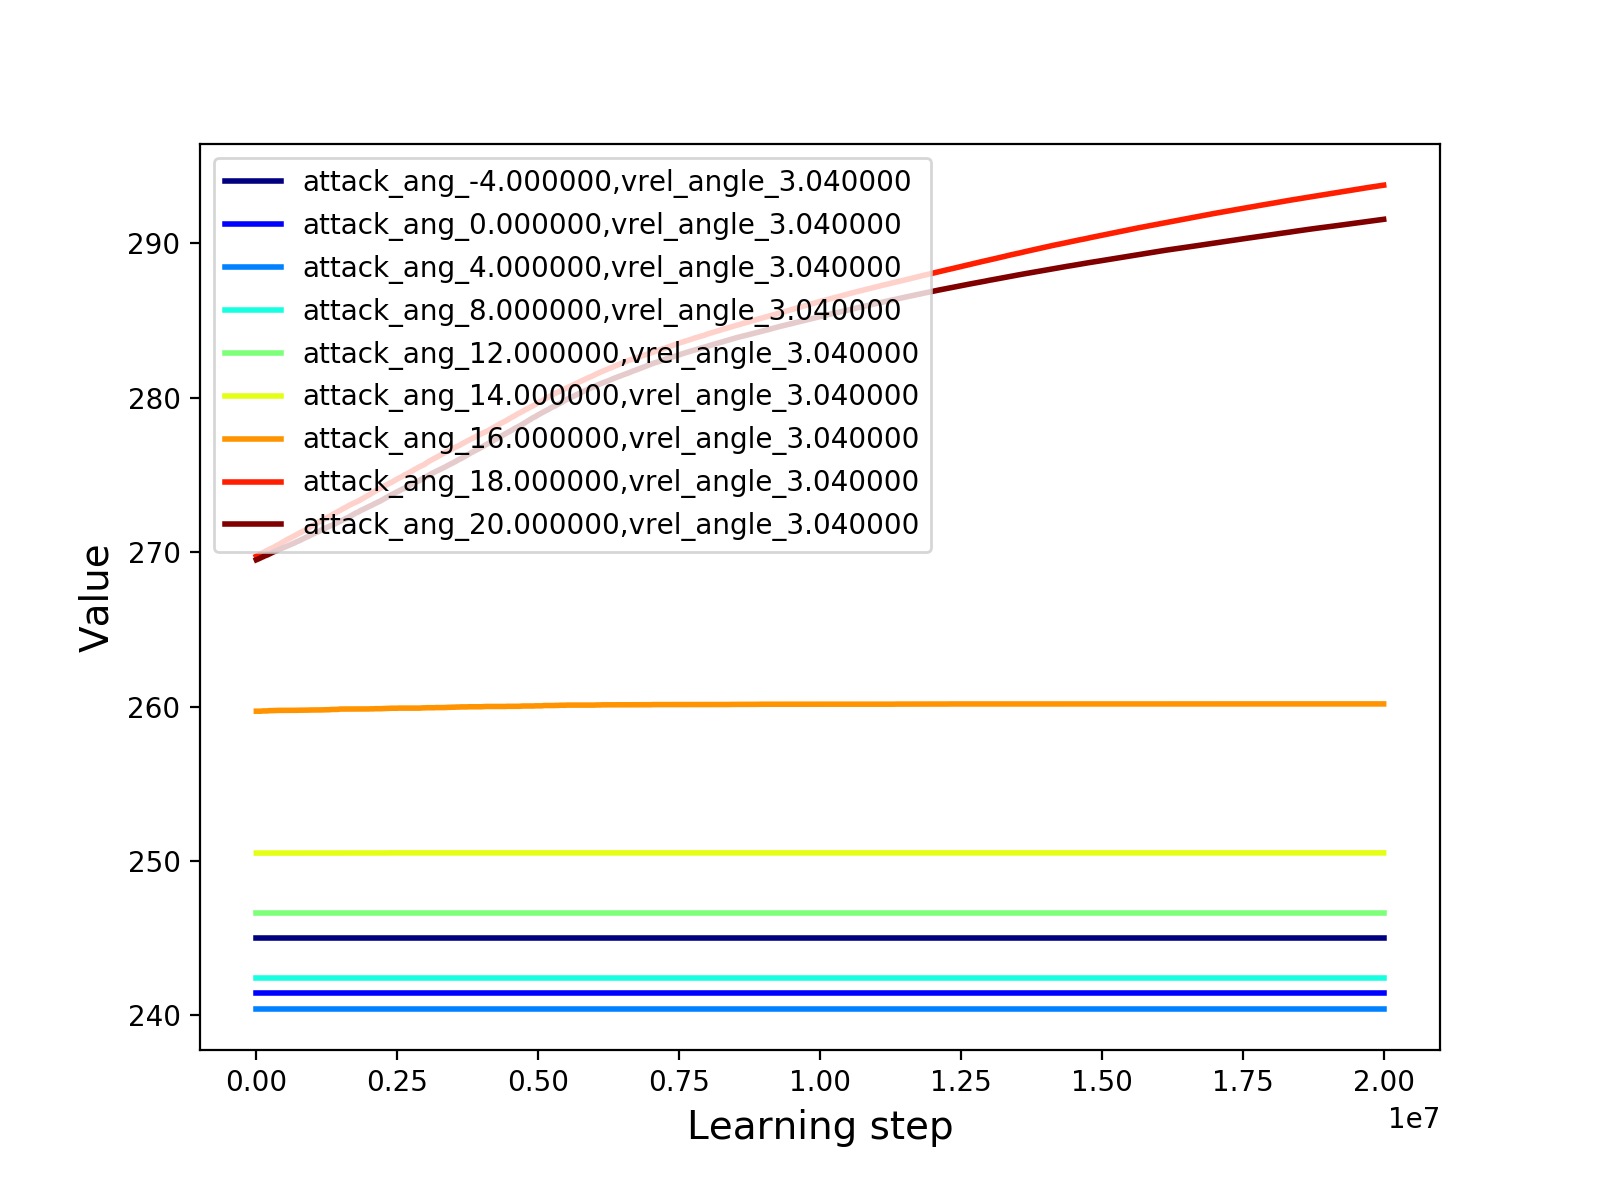 attack_ang_-4.000000,vrel_angle_3.040000
attack_ang_0.000000,vrel_angle_3.040000
attack_ang_4.000000,vrel_angle_3.040000
attack_ang_8.000000,vrel_angle_3.040000
attack_ang_12.000000,vrel_angle_3.040000
attack_ang_14.000000,vrel_angle_3.040000
attack_ang_16.000000,vrel_angle_3.040000
attack_ang_18.000000,vrel_angle_3.040000
attack_ang_20.000000,vrel_angle_3.040000
290
280
270
260
250
240
Value
0.00 0.25 0.50 0.75 1.00 1.25 1.50 1.75 2.00
1e7
Learning step